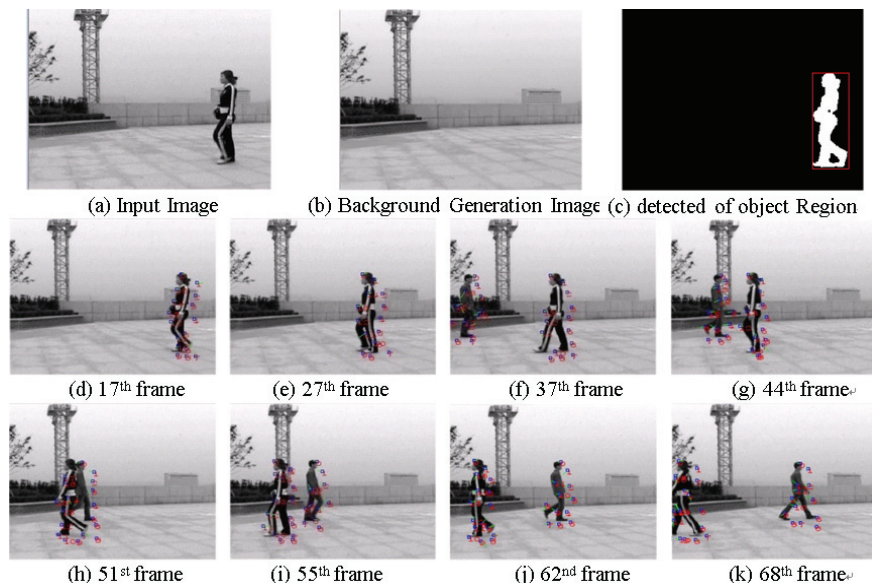 (a) Input Image (b) Background Generation Image (c) detected of object Region
(d) 17th frame (e) 27th frame (f) 37th frame (g) 44th frame
(h) 51st frame (i) 55th frame (j) 62nd frame (k) 68th frame